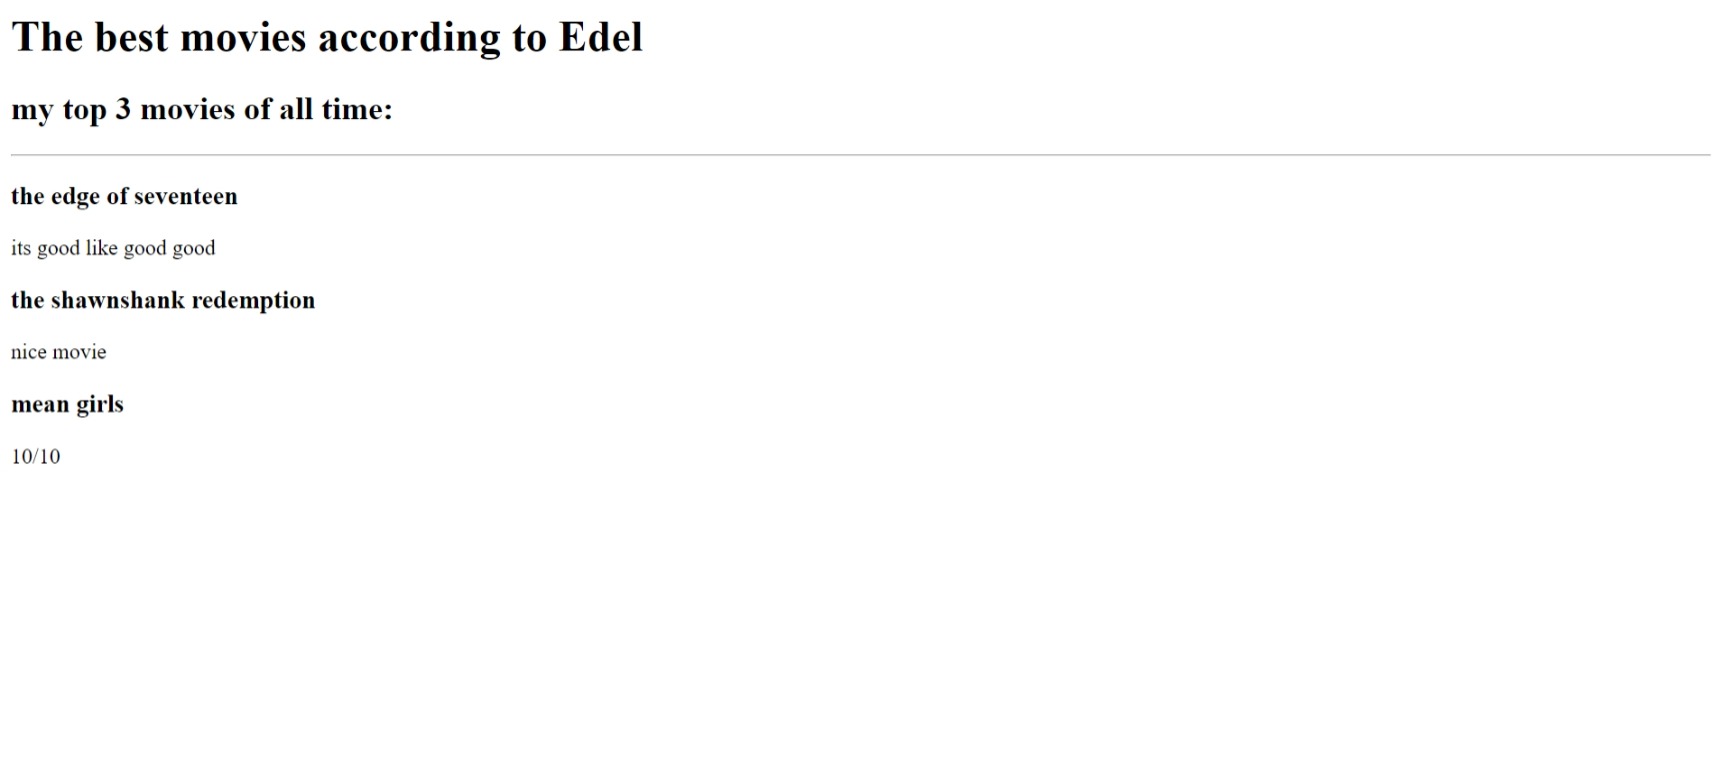 The best movies according to Edel
my top 3 movies of all time:
the edge of seventeen
its good like good good
the shawnshank redemption
nice movie
mean girls
10/10